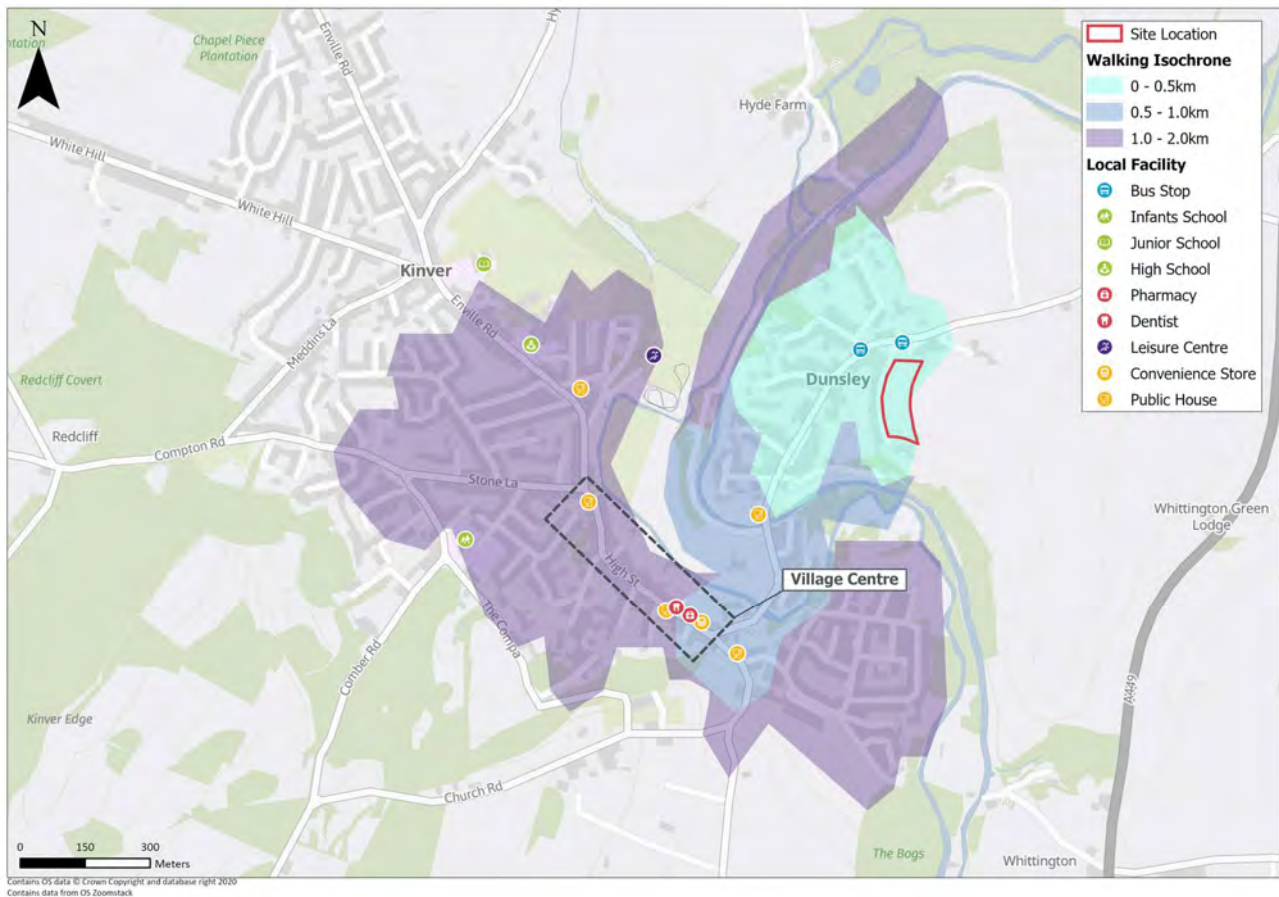 N
Chapel Piece
Plantation
ntation
Enville Rd
Hy
Hyde Farm
White Hill
White Hill
Kinver
Enville Rd
Meddins La
Redcliff Covert
Redcliff
Compton Rd
Stone La
Dunsley
High St
Village Centre
The Compa
Comber Rd
Kinver Edge
Church Rd
Whittington Green
Lodge
A449
The Bogs
Whittington
Site Location
Walking Isochrone
0 - 0.5km
0.5 - 1.0km
1.0 - 2.0km
Local Facility
Bus Stop
Infants School
Junior School
High School
Pharmacy
Dentist
Leisure Centre
Convenience Store
Public House
0 150 300
Meters
Contains OS data © Crown Copyright and database right 2020
Contains data from OS Zoomstack